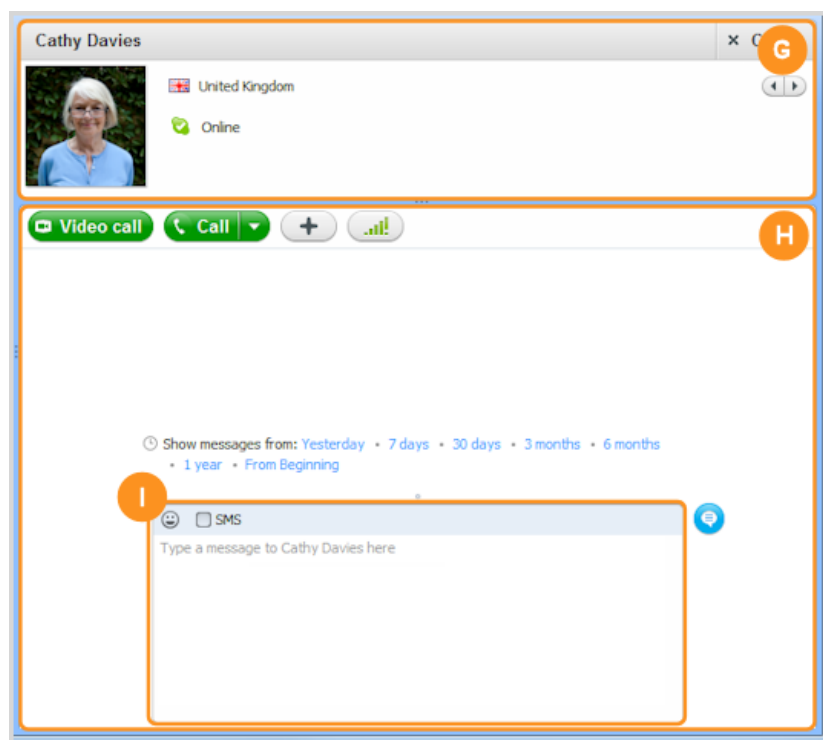 Cathy Davies
× C
G
United Kingdom
Online
Video call
Call
H
Show messages from: Yesterday • 7 days • 30 days • 3 months • 6 months
• 1 year • From Beginning
I
SMS
Type a message to Cathy Davies here